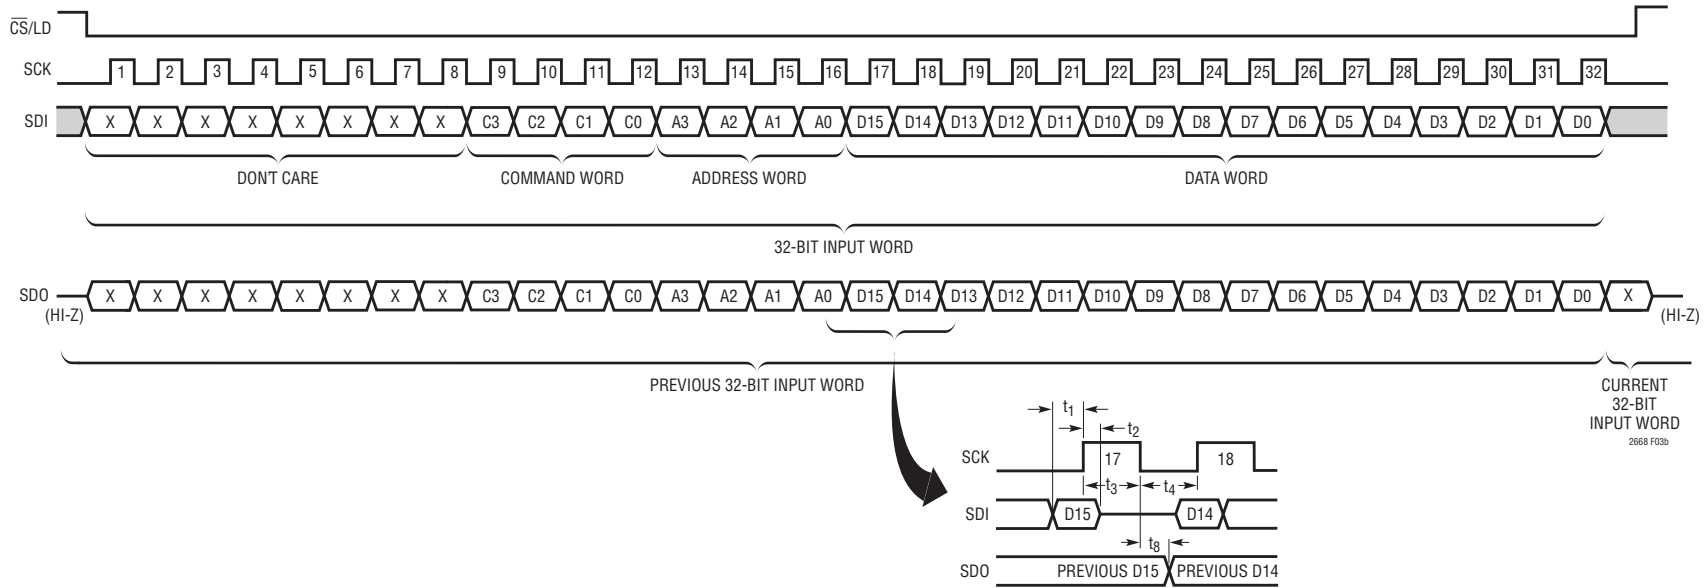 CS/LD
SCK 1 2 3 4 5 6 7 8 9 10 11 12 13 14 15 16 17 18 19 20 21 22 23 24 25 26 27 28 29 30 31 32
SDI X X X X X X X X C3 C2 C1 C0 A3 A2 A1 A0 D15 D14 D13 D12 D11 D10 D9 D8 D7 D6 D5 D4 D3 D2 D1 D0
DON'T CARE COMMAND WORD ADDRESS WORD DATA WORD
32-BIT INPUT WORD
SDO X X X X X X X X C3 C2 C1 C0 A3 A2 A1 A0 D15 D14 D13 D12 D11 D10 D9 D8 D7 D6 D5 D4 D3 D2 D1 D0 X
(HI-Z) (HI-Z)
PREVIOUS 32-BIT INPUT WORD
CURRENT
32-BIT
INPUT WORD
2668 F03b
t1
t2
SCK 17 18
t3 t4
SDI D15 D14
t8
SDO PREVIOUS D15 PREVIOUS D14